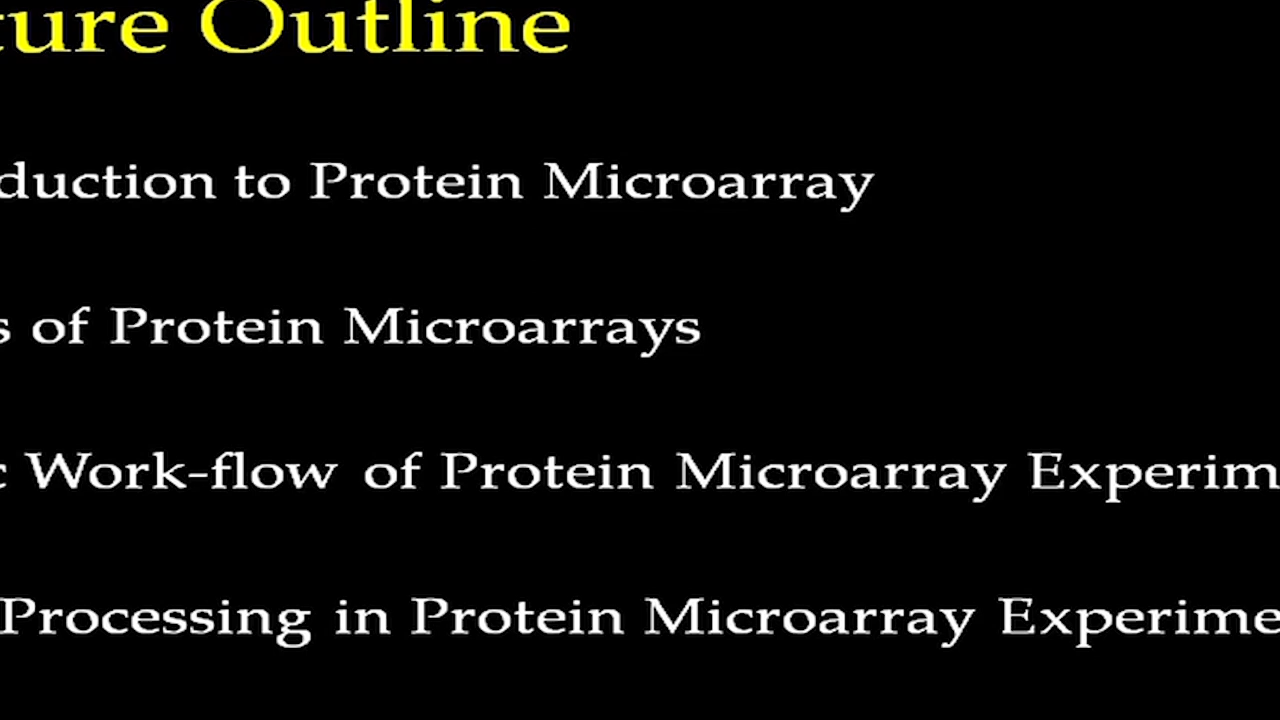 ture Outline
duction to Protein Microarray
s of Protein Microarrays
c Work-flow of Protein Microarray Experim
Processing in Protein Microarray Experime